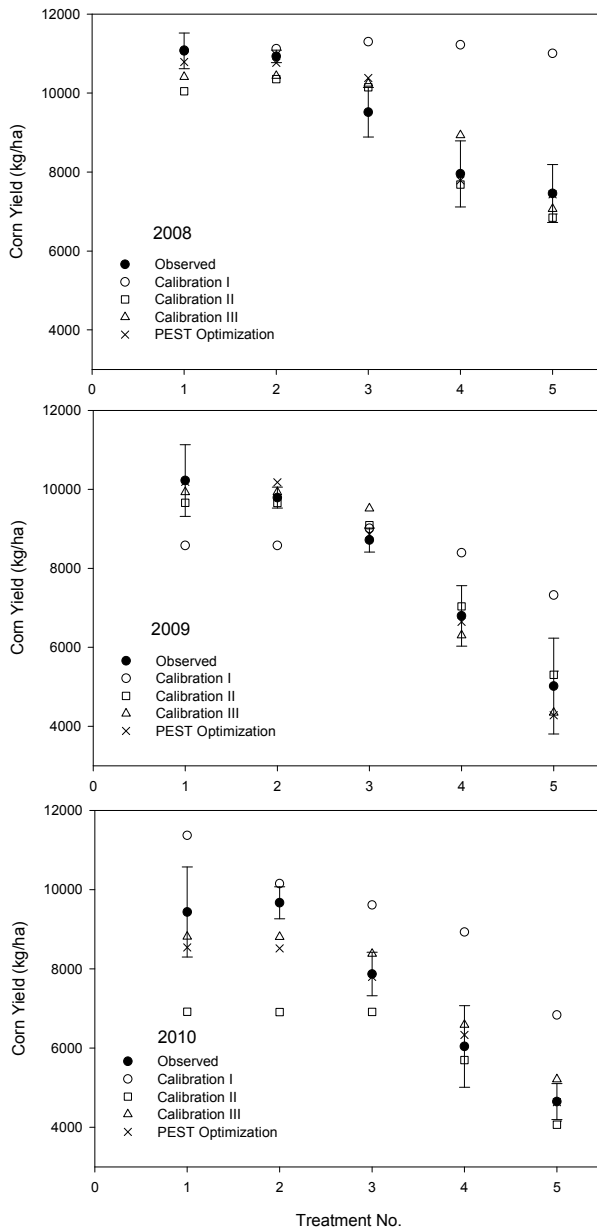 12000
10000
8000
6000
4000
Corn Yield (kg/ha)
2008
Observed
Calibration I
Calibration II
Calibration III
PEST Optimization
0 1 2 3 4 5
12000
10000
8000
6000
4000
Corn Yield (kg/ha)
2009
Observed
Calibration I
Calibration II
Calibration III
PEST Optimization
0 1 2 3 4 5
12000
10000
8000
6000
4000
Corn Yield (kg/ha)
2010
Observed
Calibration I
Calibration II
Calibration III
PEST Optimization
0 1 2 3 4 5
Treatment No.